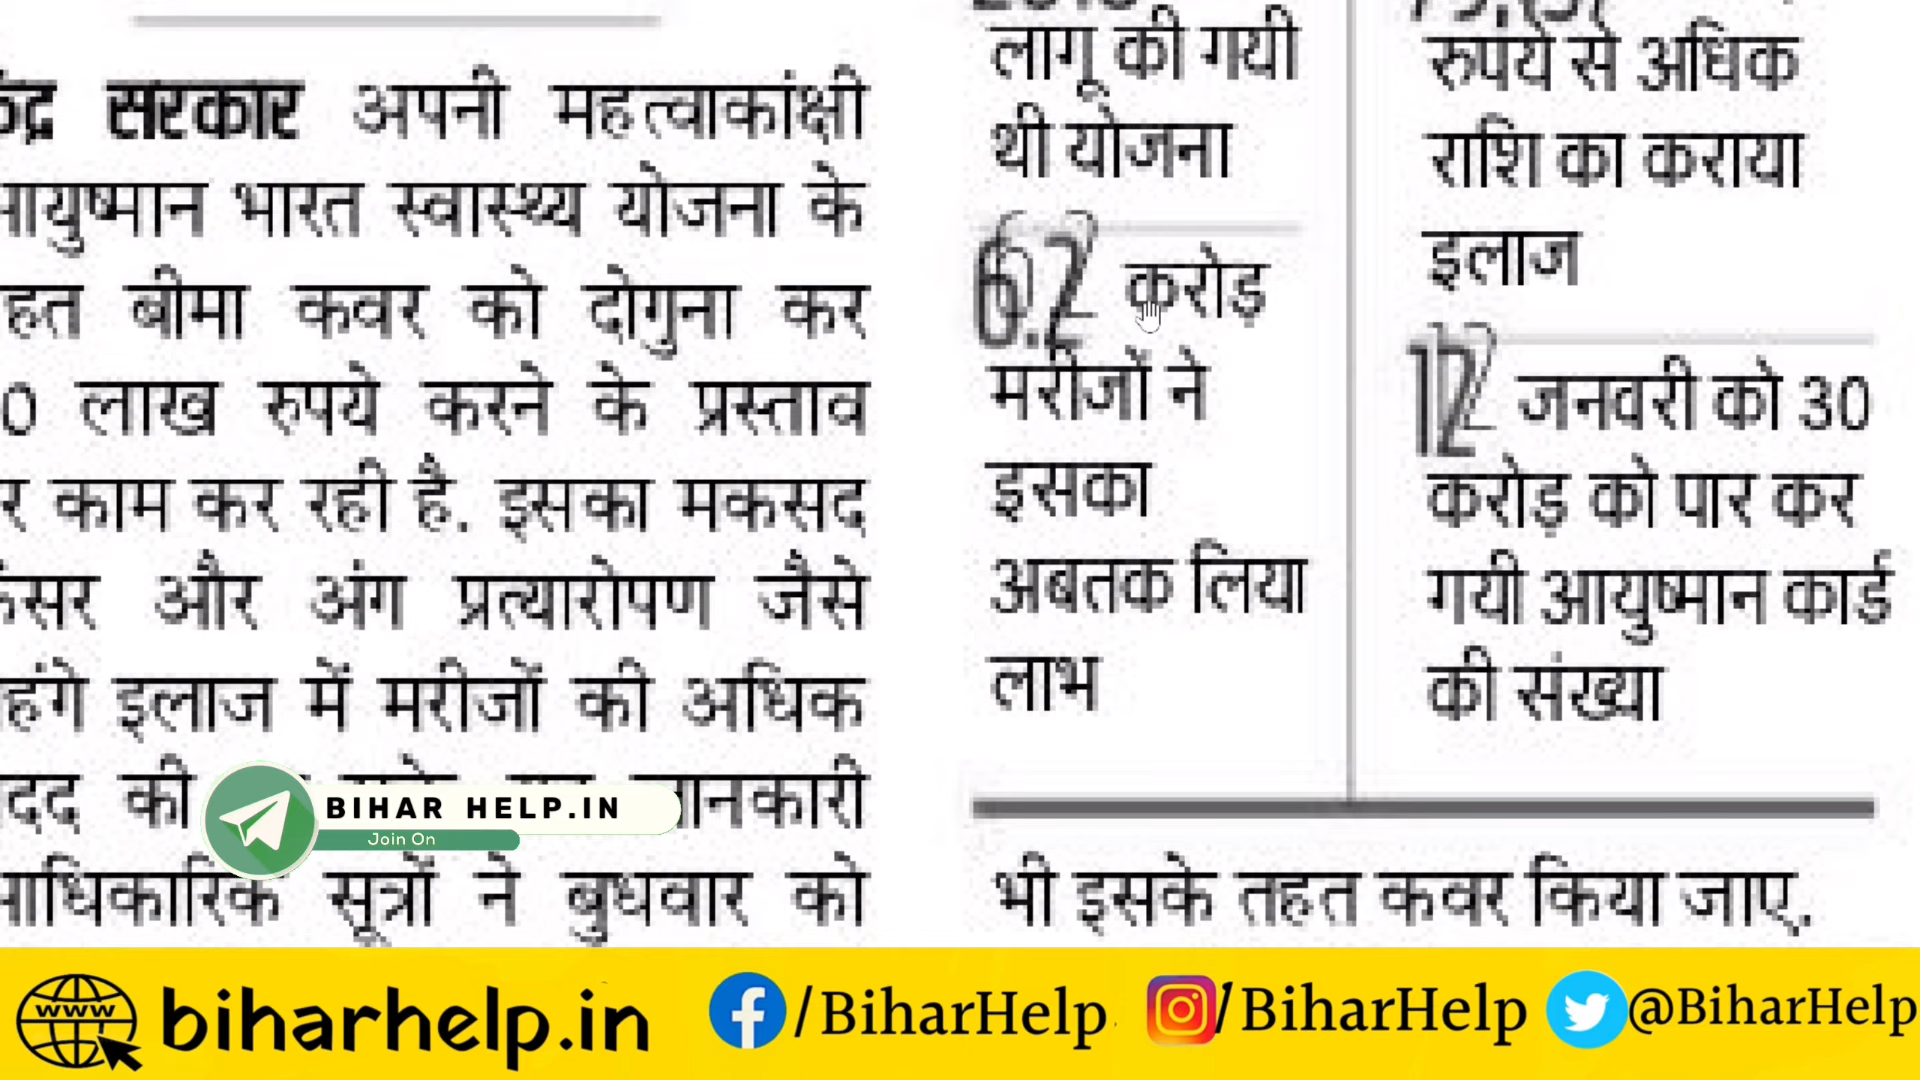 सरकार अपनी महत्वाकांक्षी
भारत स्वास्थ्य योजना के
बीमा कवर को दोगुना कर
0 लाख रुपये करने के प्रस्ताव
र काम कर रही है. इसका मकसद
और अंग प्रत्यारोपण जैसे
इलाज में मरीजों की अधिक
की
सूत्रों ने बुधवार को
लागू की गयी
थी योजना
6.2 करोड़
मरीजों ने
इसका
अबतक लिया
लाभ
रुपये से अधिक
राशि का कराया
इलाज
12 जनवरी को 30
करोड़ को पार कर
गयी आयुष्मान कार्ड
की संख्या
भी इसके तहत कवर किया जाए.
BIHAR HELP.IN
Join On
www
biharhelp.in
/BiharHelp
/BiharHelp
@BiharHelp